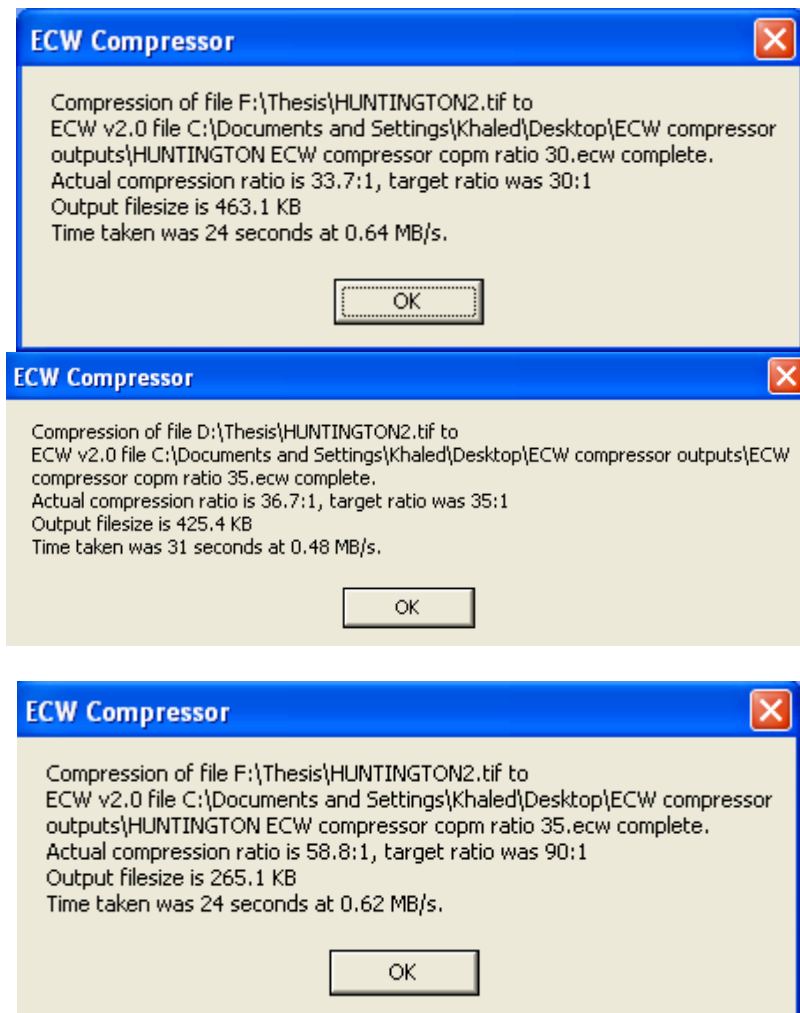 ECW Compressor
Compression of file F:\Thesis\HUNTINGTON2.tif to
ECW v2.0 file C:\Documents and Settings\Khaled\Desktop\ECW compressor
outputs\HUNTINGTON ECW compressor copm ratio 30.ecw complete.
Actual compression ratio is 33.7:1, target ratio was 30:1
Output filesize is 463.1 KB
Time taken was 24 seconds at 0.64 MB/s.
OK
ECW Compressor
Compression of file D:\Thesis\HUNTINGTON2.tif to
ECW v2.0 file C:\Documents and Settings\Khaled\Desktop\ECW compressor outputs\ECW
compressor copm ratio 35.ecw complete.
Actual compression ratio is 36.7:1, target ratio was 35:1
Output filesize is 425.4 KB
Time taken was 31 seconds at 0.48 MB/s.
OK
ECW Compressor
Compression of file F:\Thesis\HUNTINGTON2.tif to
ECW v2.0 file C:\Documents and Settings\Khaled\Desktop\ECW compressor
outputs\HUNTINGTON ECW compressor copm ratio 35.ecw complete.
Actual compression ratio is 58.8:1, target ratio was 90:1
Output filesize is 265.1 KB
Time taken was 24 seconds at 0.62 MB/s.
OK